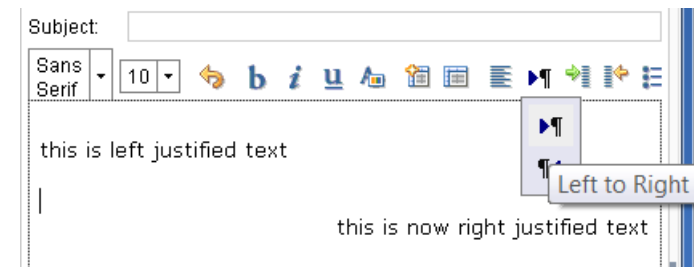 Subject:
Sans Serif 10 b i u A
this is left justified text
Left to Right
this is now right justified text